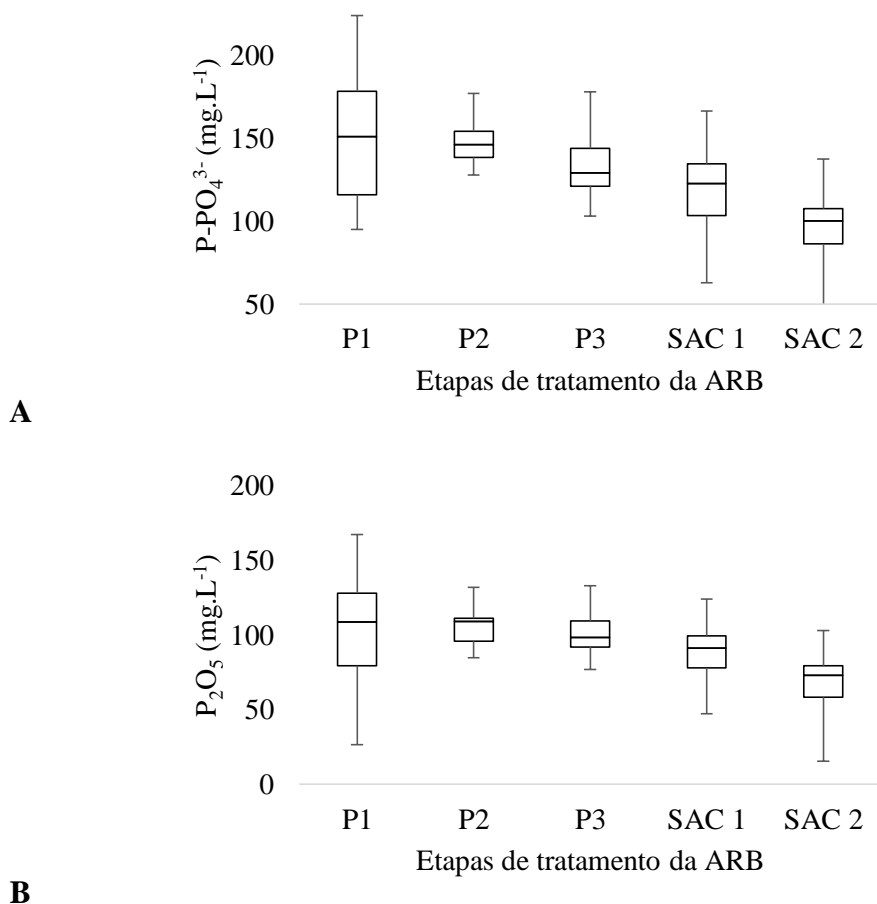 200
150
100
50
P-PO₄³⁻ (mg.L⁻¹)
P1 P2 P3 SAC 1 SAC 2
Etapas de tratamento da ARB
A
200
150
100
50
0
P₂O₅ (mg.L⁻¹)
P1 P2 P3 SAC 1 SAC 2
Etapas de tratamento da ARB
B